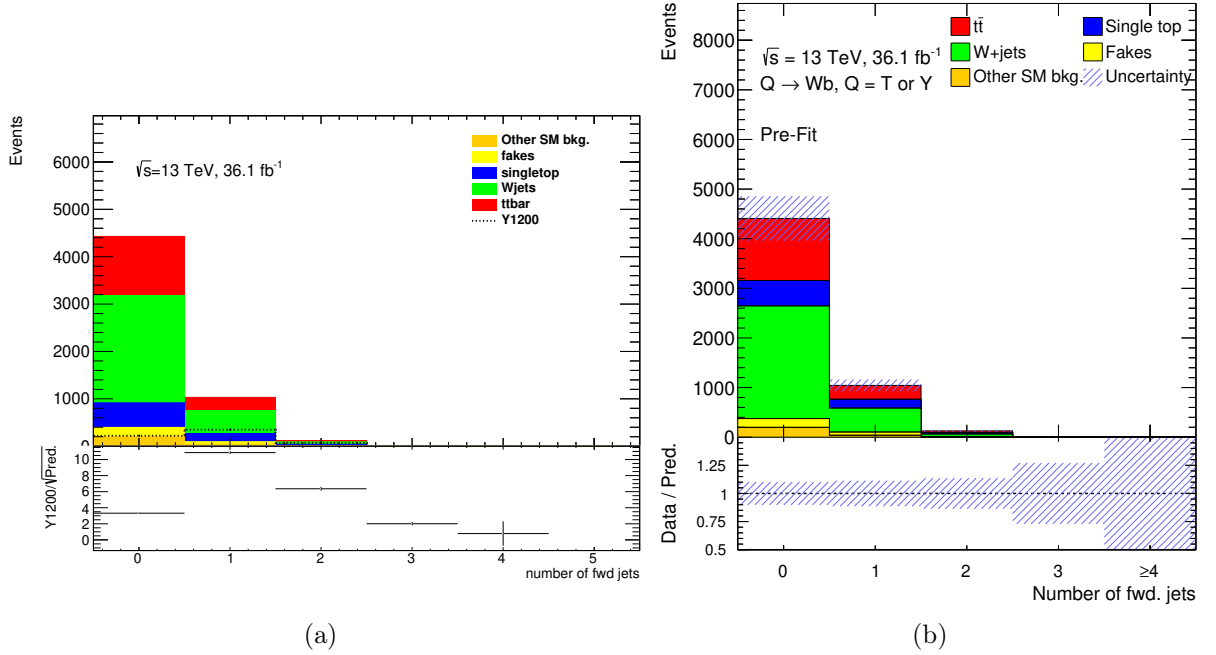 Events
6000
5000
4000
3000
2000
1000
0
√s=13 TeV, 36.1 fb⁻¹
Other SM bkg.
fakes
singletop
Wjets
ttbar
Y1200
Y1200/√Pred.
10
8
6
4
2
0
0 1 2 3 4 5
number of fwd jets
(a)
Events
8000
7000
6000
5000
4000
3000
2000
1000
0
√s = 13 TeV, 36.1 fb⁻¹
Q → Wb, Q = T or Y
Pre-Fit
tt̄ Single top
W+jets Fakes
Other SM bkg. Uncertainty
Data / Pred.
1.25
1
0.75
0.5
0 1 2 3 ≥4
Number of fwd. jets
(b)